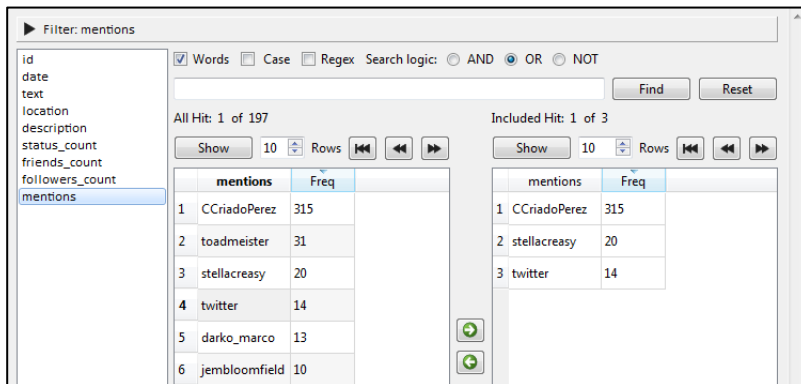 Filter: mentions
id
date
text
location
description
status_count
friends_count
followers_count
mentions
Words Case Regex Search logic: AND OR NOT
Find Reset
All Hit: 1 of 197
Show 10 Rows
mentions Freq
1 CCriadoPerez 315
2 toadmeister 31
3 stellacreasy 20
4 twitter 14
5 darko_marco 13
6 jembloomfield 10
Included Hit: 1 of 3
Show 10 Rows
mentions Freq
1 CCriadoPerez 315
2 stellacreasy 20
3 twitter 14